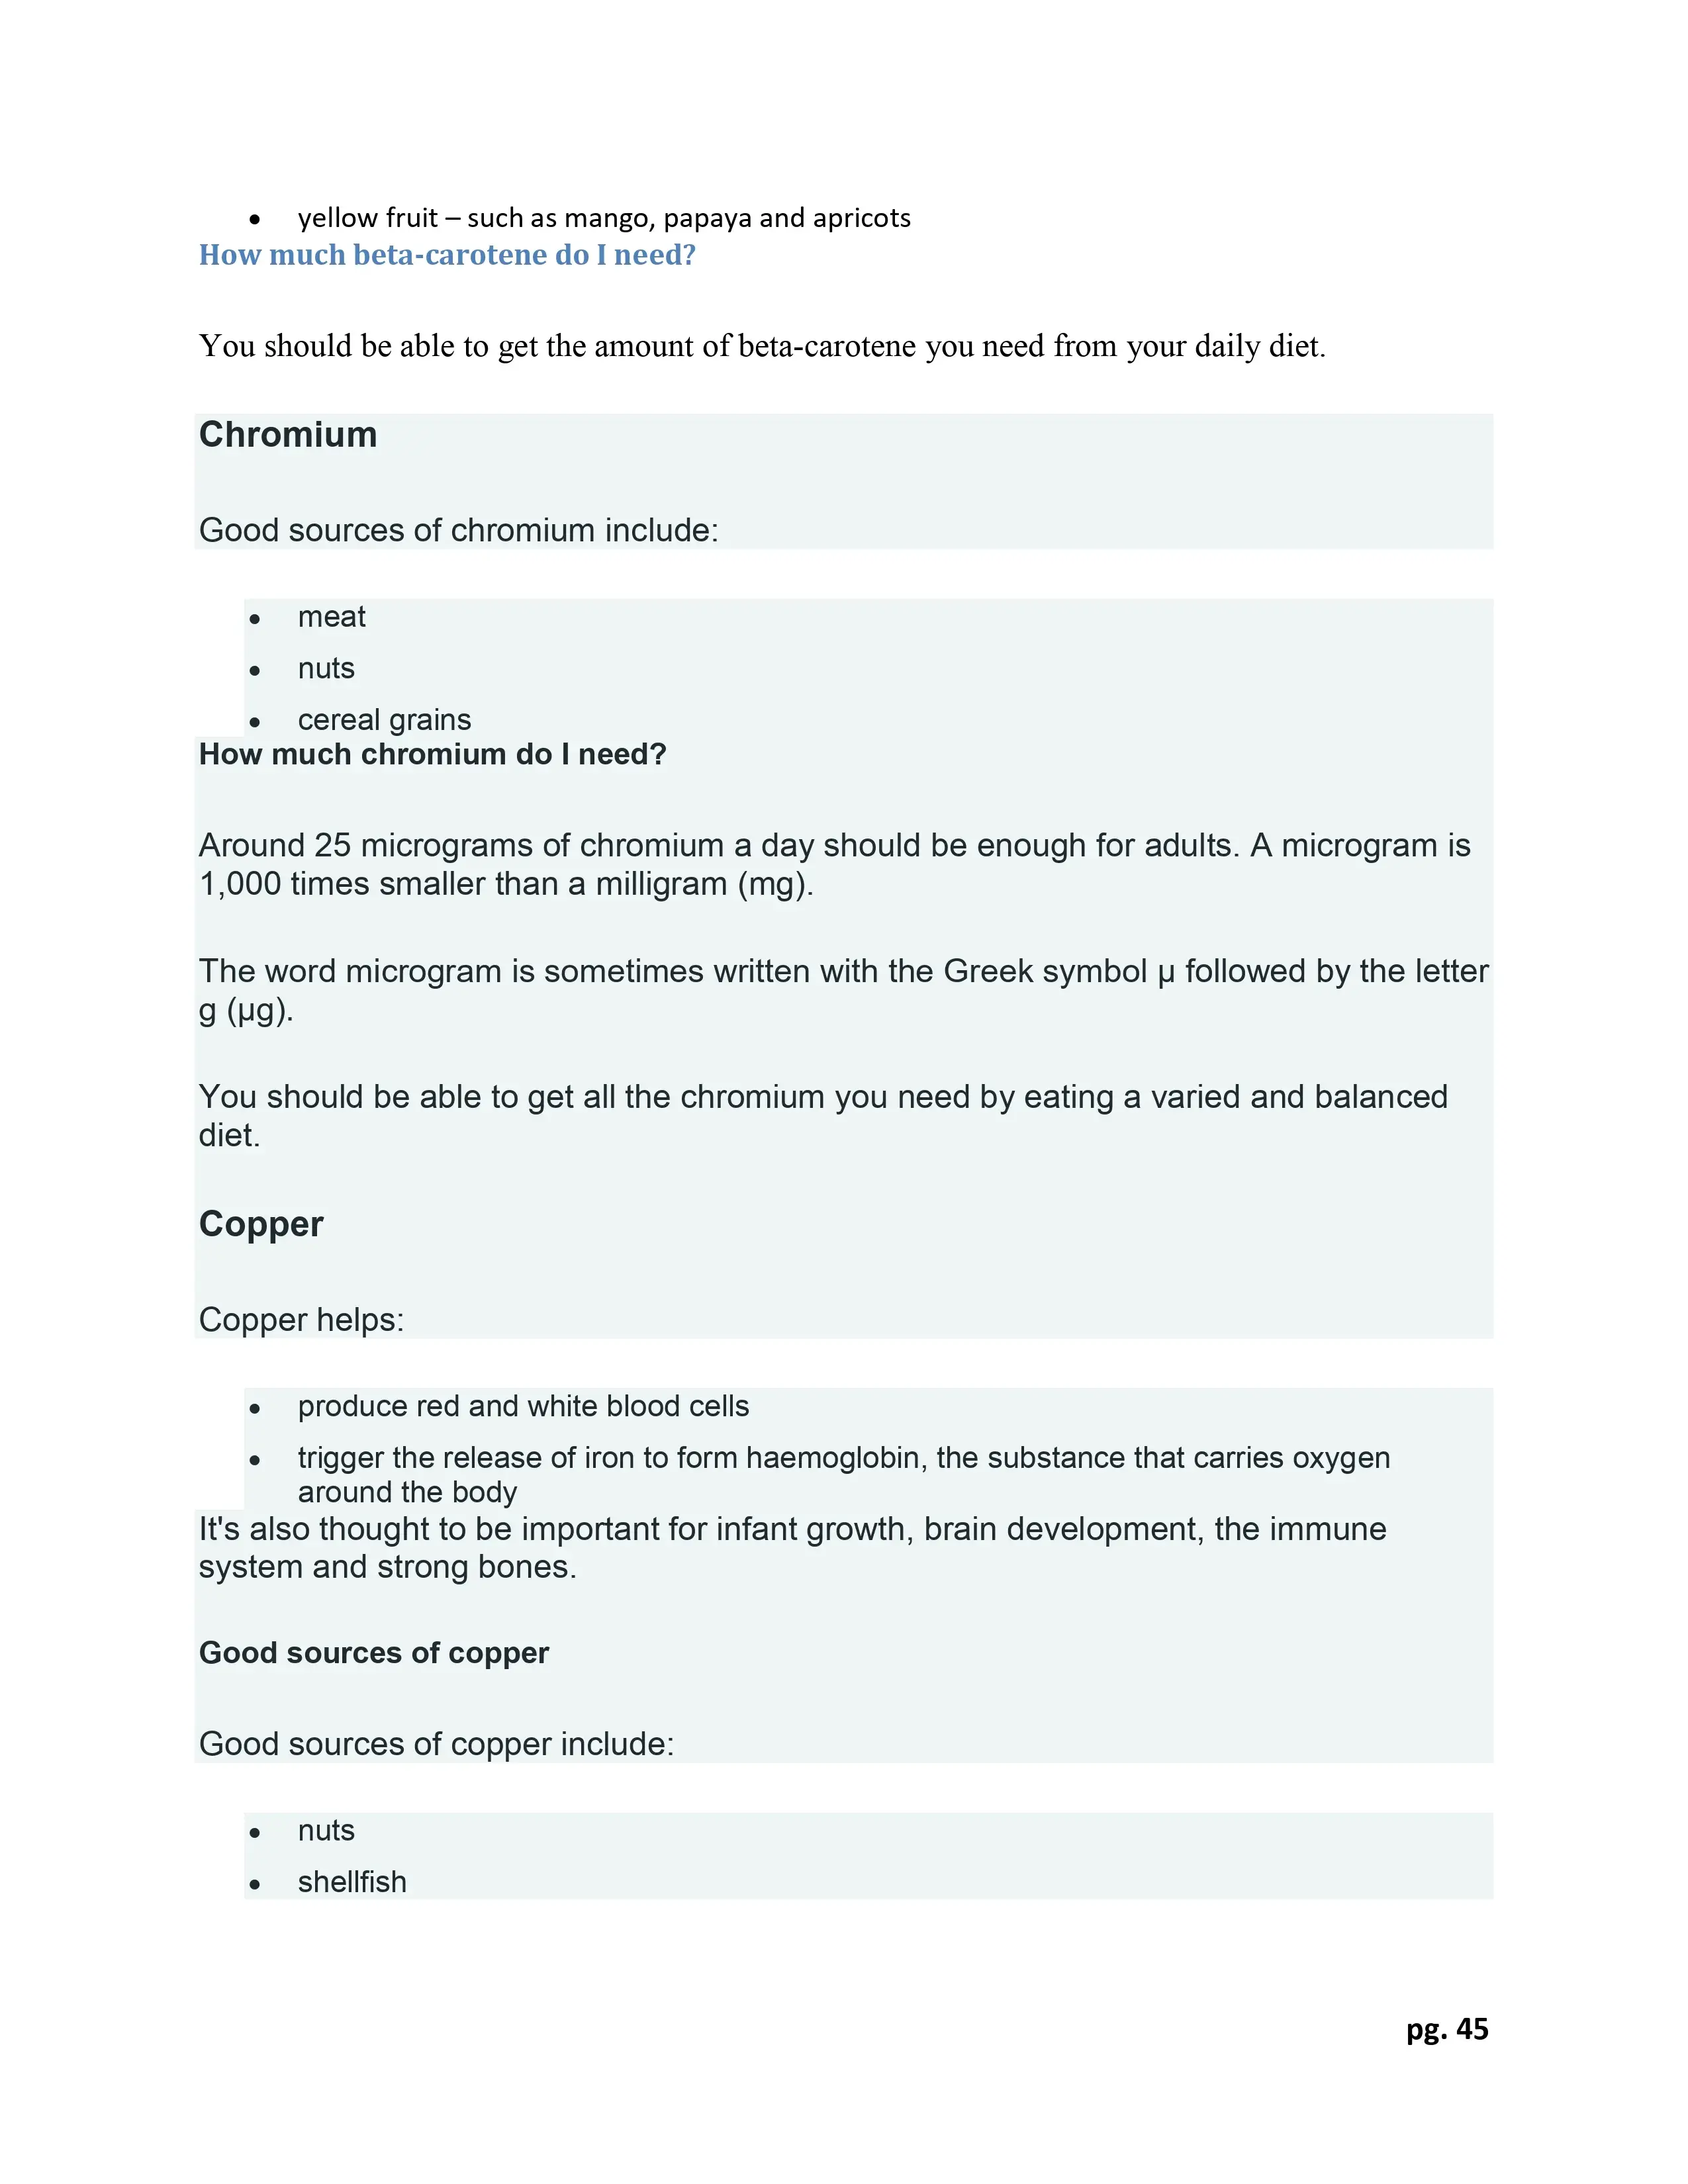 • yellow fruit – such as mango, papaya and apricots
How much beta-carotene do I need?
You should be able to get the amount of beta-carotene you need from your daily diet.
Chromium
Good sources of chromium include:
• meat
• nuts
• cereal grains
How much chromium do I need?
Around 25 micrograms of chromium a day should be enough for adults. A microgram is
1,000 times smaller than a milligram (mg).
The word microgram is sometimes written with the Greek symbol μ followed by the letter
g (μg).
You should be able to get all the chromium you need by eating a varied and balanced
diet.
Copper
Copper helps:
• produce red and white blood cells
• trigger the release of iron to form haemoglobin, the substance that carries oxygen
around the body
It's also thought to be important for infant growth, brain development, the immune
system and strong bones.
Good sources of copper
Good sources of copper include:
• nuts
• shellfish
pg. 45